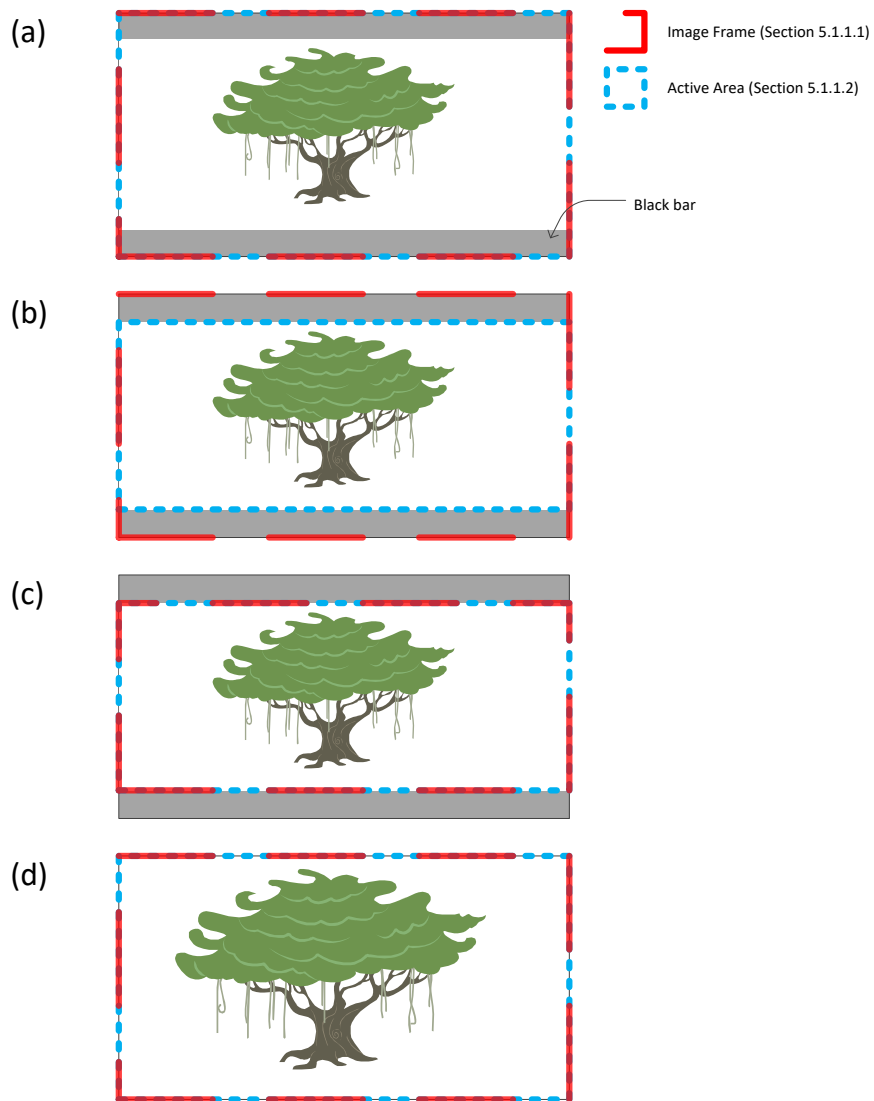 (a)
Image Frame (Section 5.1.1.1)
Active Area (Section 5.1.1.2)
Black bar
(b)
(c)
(d)